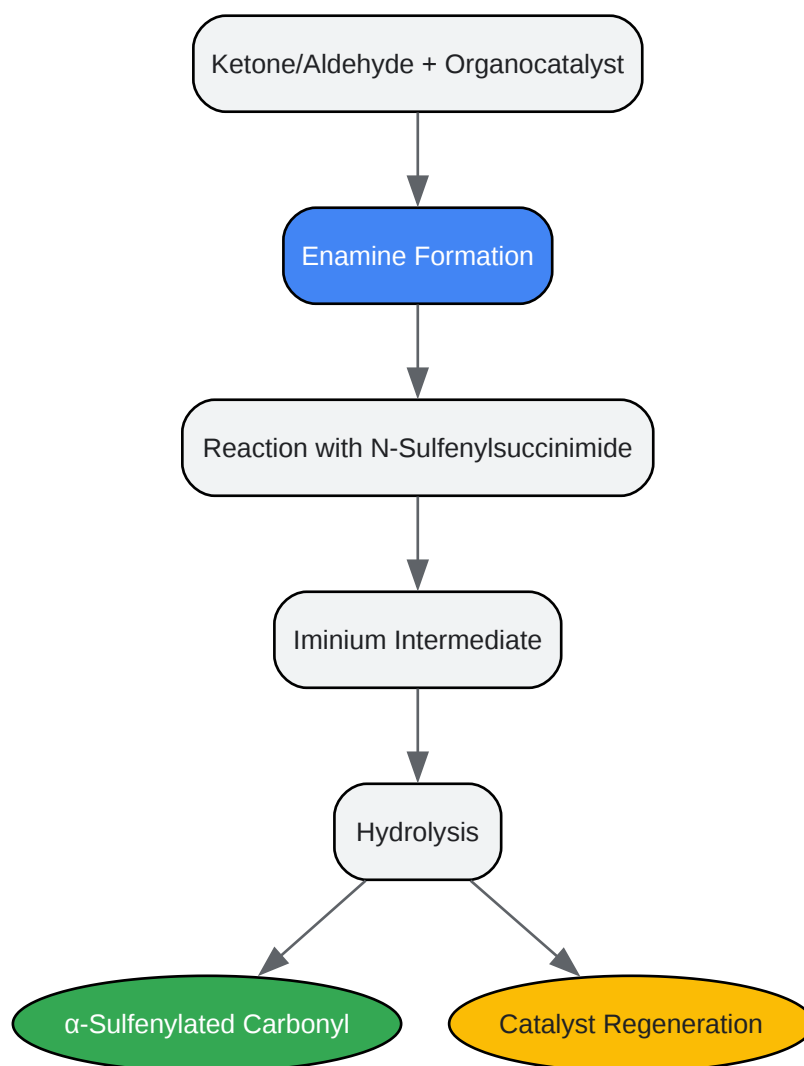 Ketone/Aldehyde + Organocatalyst
Enamine Formation
Reaction with N-Sulfenylsuccinimide
Iminium Intermediate
Hydrolysis
α-Sulfenylated Carbonyl
Catalyst Regeneration